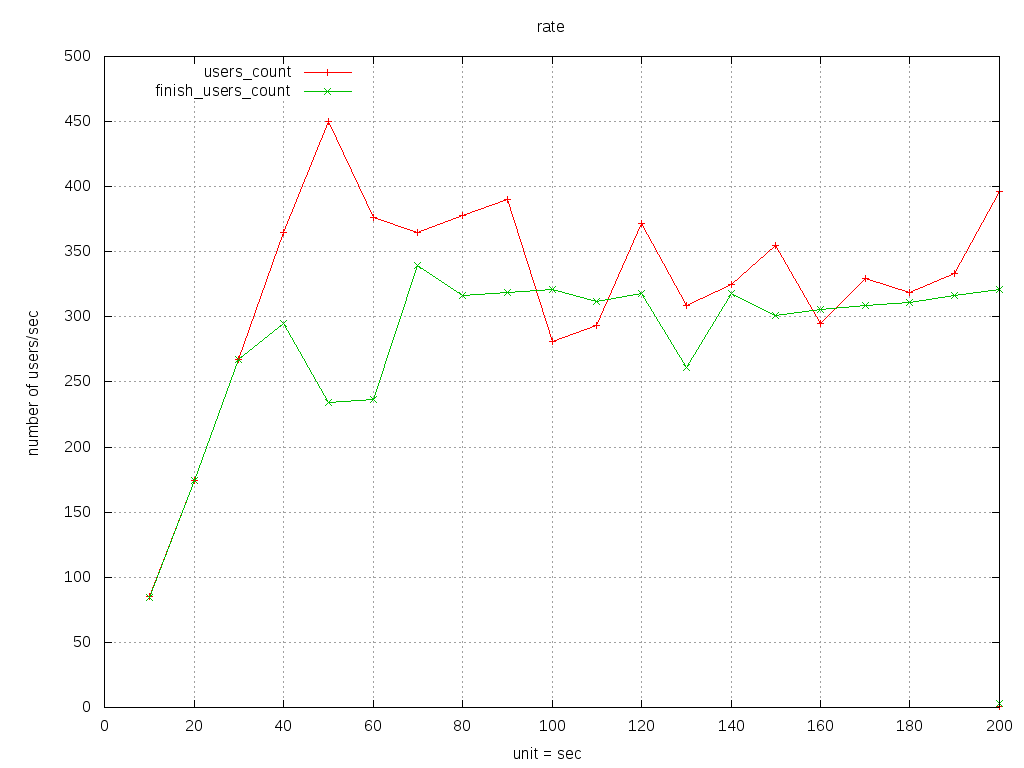 rate
500
450
400
350
300
250
200
150
100
50
0
users_count
finish_users_count
number of users/sec
0 20 40 60 80 100 120 140 160 180 200
unit = sec